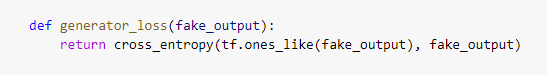 def generator_loss(fake_output):
    return cross_entropy(tf.ones_like(fake_output), fake_output)